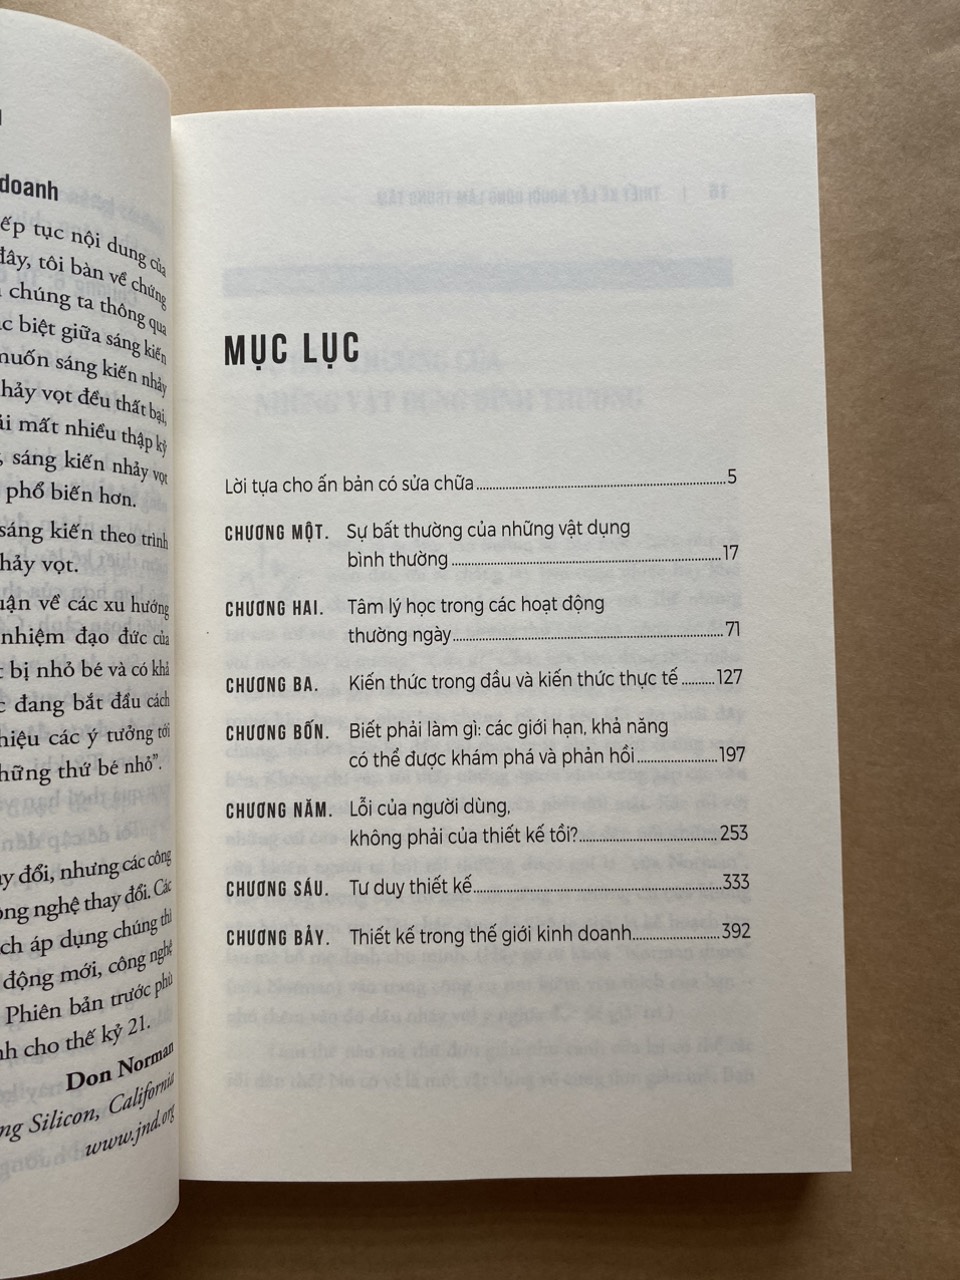 doanh
ếp tục nội dung của
đây, tôi bàn về chứng
chúng ta thông qua
ic biệt giữa sáng kiến
muốn sáng kiến nhảy
hảy vọt đều thất bại,
ải mất nhiều thập kỷ
, sáng kiến nhảy vọt
phổ biến hơn.
sáng kiến theo trình
hảy vọt.
uận về các xu hướng
nhiệm đạo đức của
t bị nhỏ bé và có khả
c đang bắt đầu cách
hiệu các ý tưởng tới
hững thứ bé nhỏ”.
ay đổi, nhưng các công
ông nghệ thay đổi. Các
ch áp dụng chúng thì
động mới, công nghệ
Phiên bản trước phù
nh cho thế kỷ 21.
Don Norman
ng Silicon, California
www.jnd.org
MỤC LỤC
Lời tựa cho ấn bản có sửa chữa 5
CHƯƠNG MỘT. Sự bất thường của những vật dụng
bình thường 17
CHƯƠNG HAI. Tâm lý học trong các hoạt động
thường ngày 71
CHƯƠNG BA. Kiến thức trong đầu và kiến thức thực tế 127
CHƯƠNG BỐN. Biết phải làm gì: các giới hạn, khả năng
có thể được khám phá và phản hồi 197
CHƯƠNG NĂM. Lỗi của người dùng,
không phải của thiết kế tồi? 253
CHƯƠNG SÁU. Tư duy thiết kế 333
CHƯƠNG BẢY. Thiết kế trong thế giới kinh doanh 392